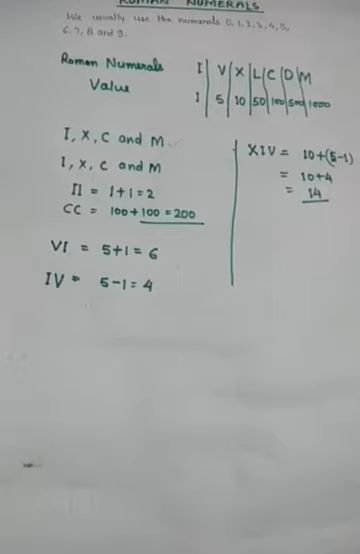 ROMAN NUMERALS
We usually use the numerals 0, 1, 2, 3, 4, 5,
6, 7, 8 and 9.
Roman Numerals I | V | X | L | C | D | M
Value 1 | 5 | 10 | 50 | 100 | 500 | 1000
I, X, C and M
I, X, C and M
II = 1+1=2
CC = 100+100=200
VI = 5+1=6
IV = 5-1=4
XIV = 10+(5-1)
= 10+4
= 14